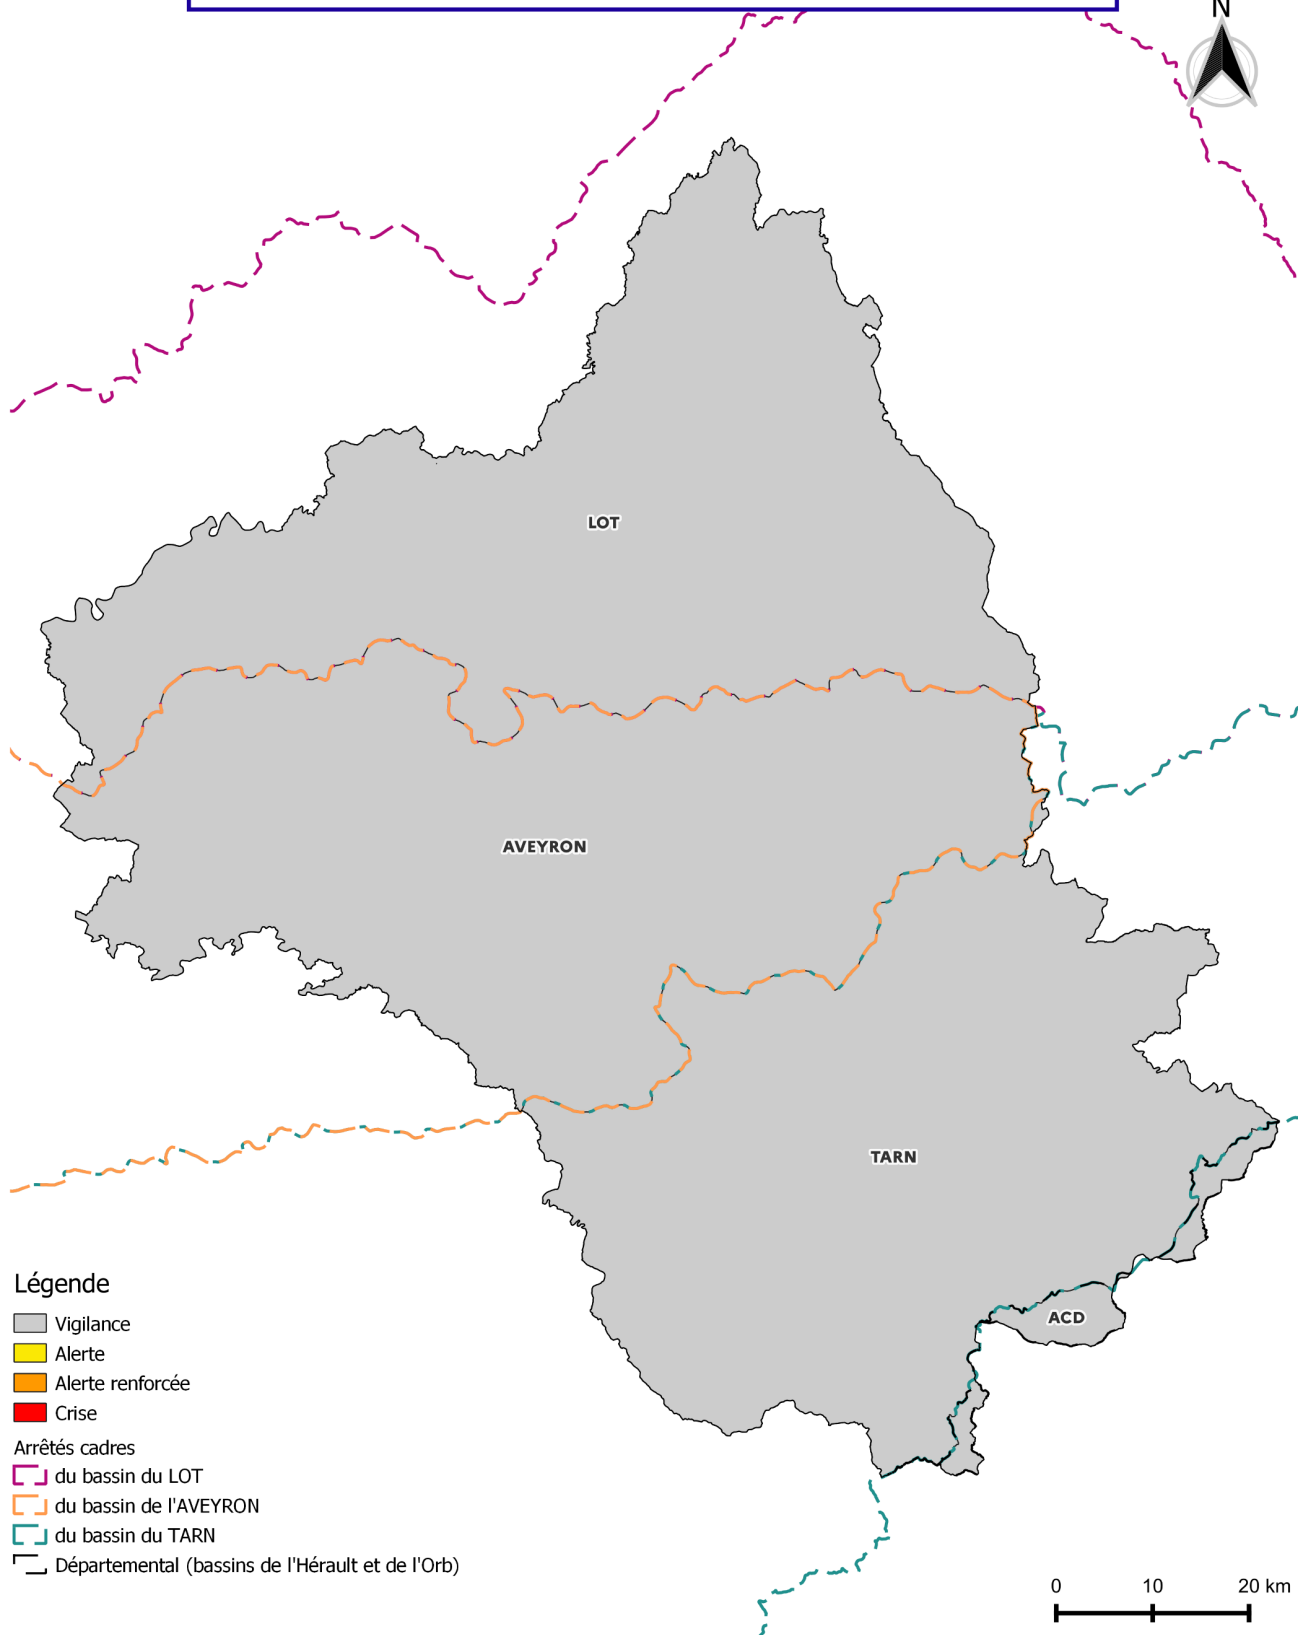 N
LOT
AVEYRON
TARN
ACD
Légende
Vigilance
Alerte
Alerte renforcée
Crise
Arrêtés cadres
du bassin du LOT
du bassin de l'AVEYRON
du bassin du TARN
Départemental (bassins de l'Hérault et de l'Orb)
0 10 20 km